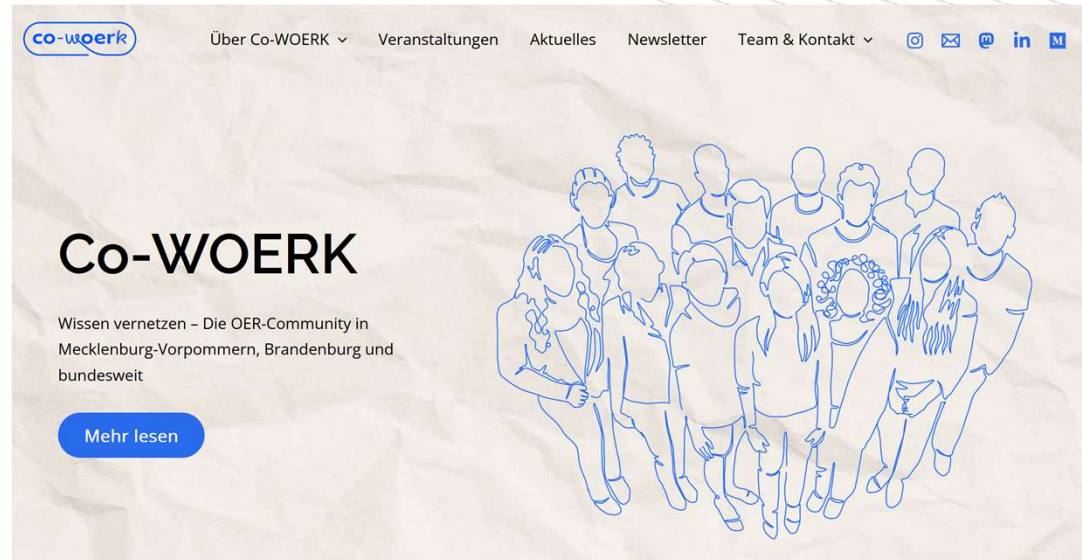 co-woerk
Über Co-WOERK
Veranstaltungen
Aktuelles
Newsletter
Team & Kontakt
in
M
Co-WOERK
Wissen vernetzen – Die OER-Community in
Mecklenburg-Vorpommern, Brandenburg und
bundesweit
Mehr lesen